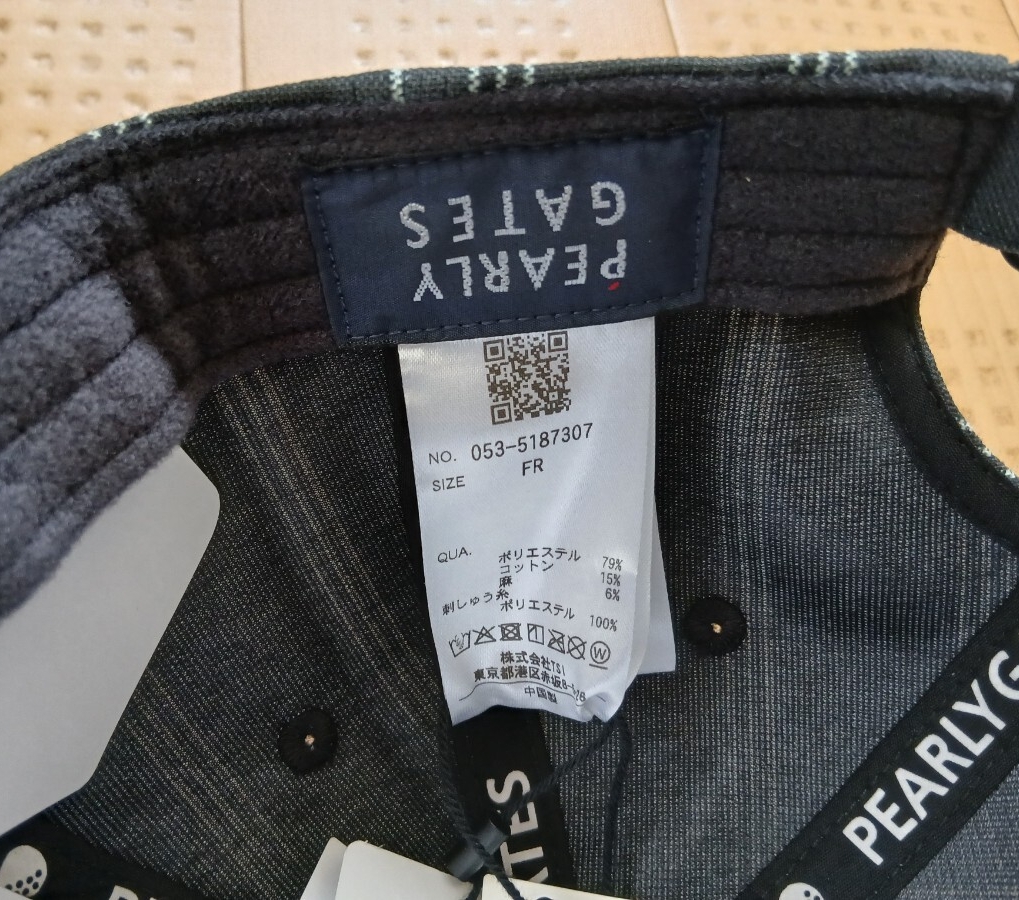 PEARLY
GATES
NO. 053-5187307
SIZE FR
QUA. ポリエステル 79%
コットン 15%
麻 6%
刺しゅう糸
ポリエステル 100%
W
株式会社TSI
東京都港区赤坂8-
中国製
PEARLY G
TES